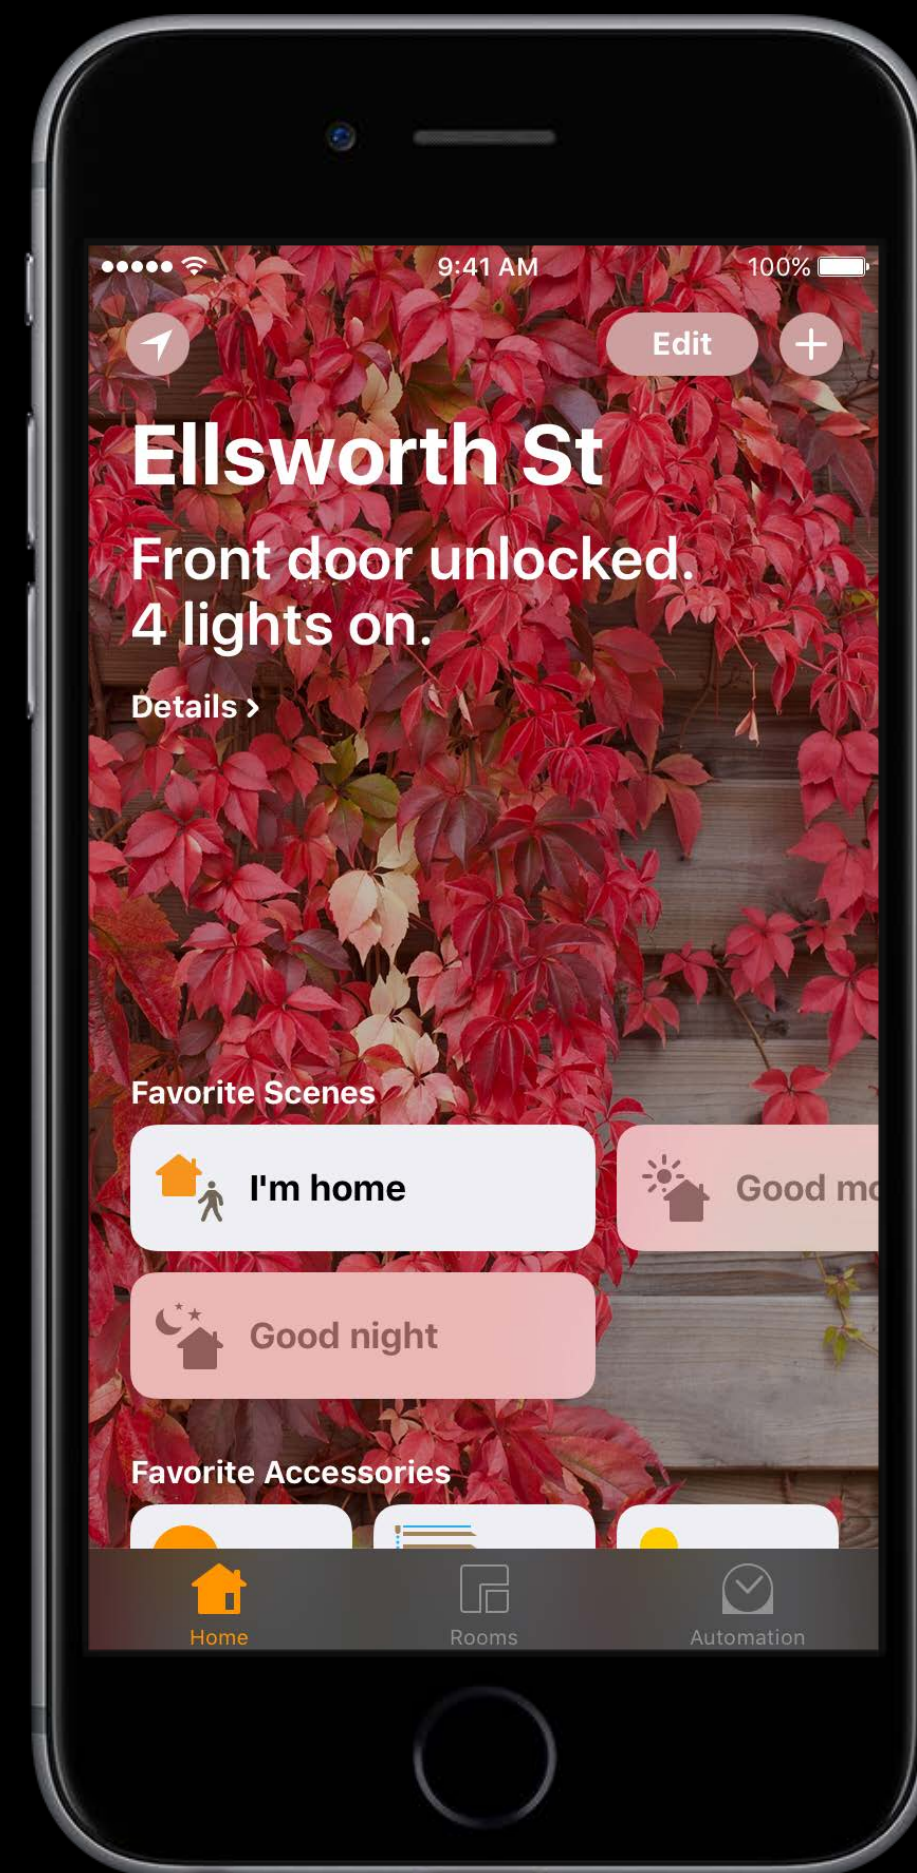 9:41 AM
100%
Edit
Ellsworth St
Front door unlocked.
4 lights on.
Details ›
Favorite Scenes
I'm home
Good
Good night
Favorite Accessories
Home
Rooms
Automation